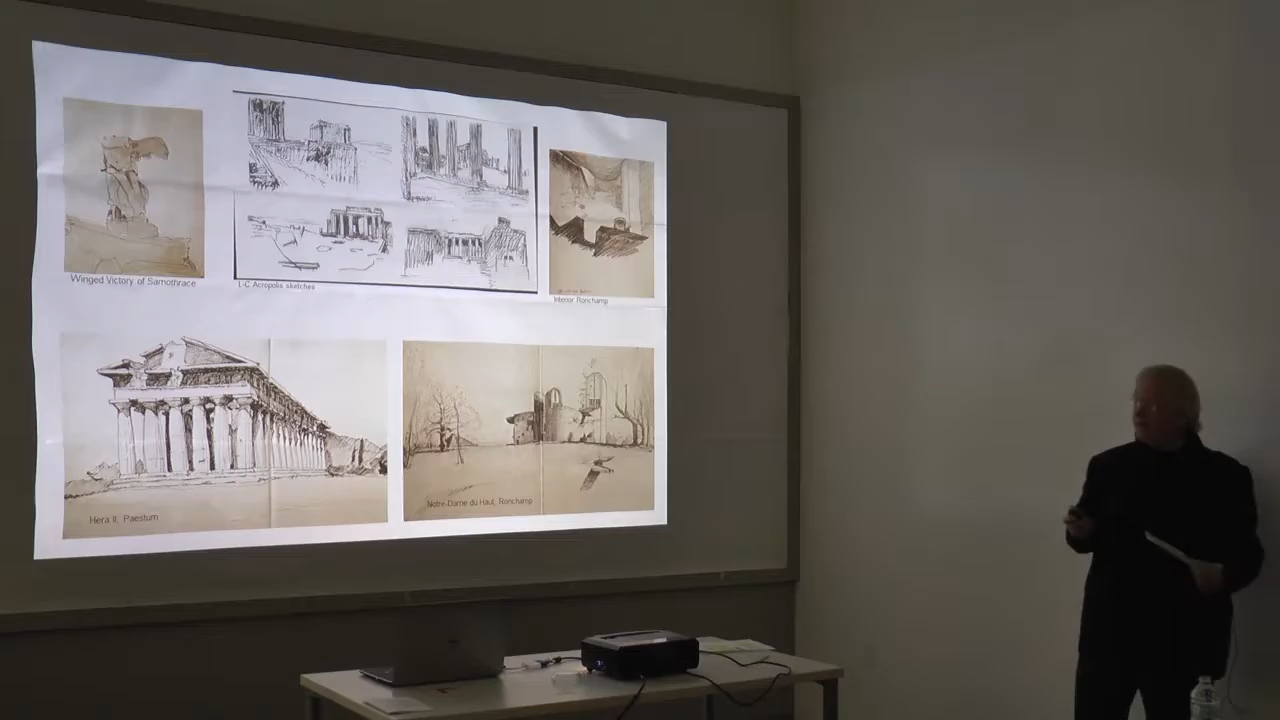 Winged Victory of Samothrace
L-C Acropolis sketches
Interior Ronchamp
Hera II, Paestum
Notre-Dame du Haut, Ronchamp